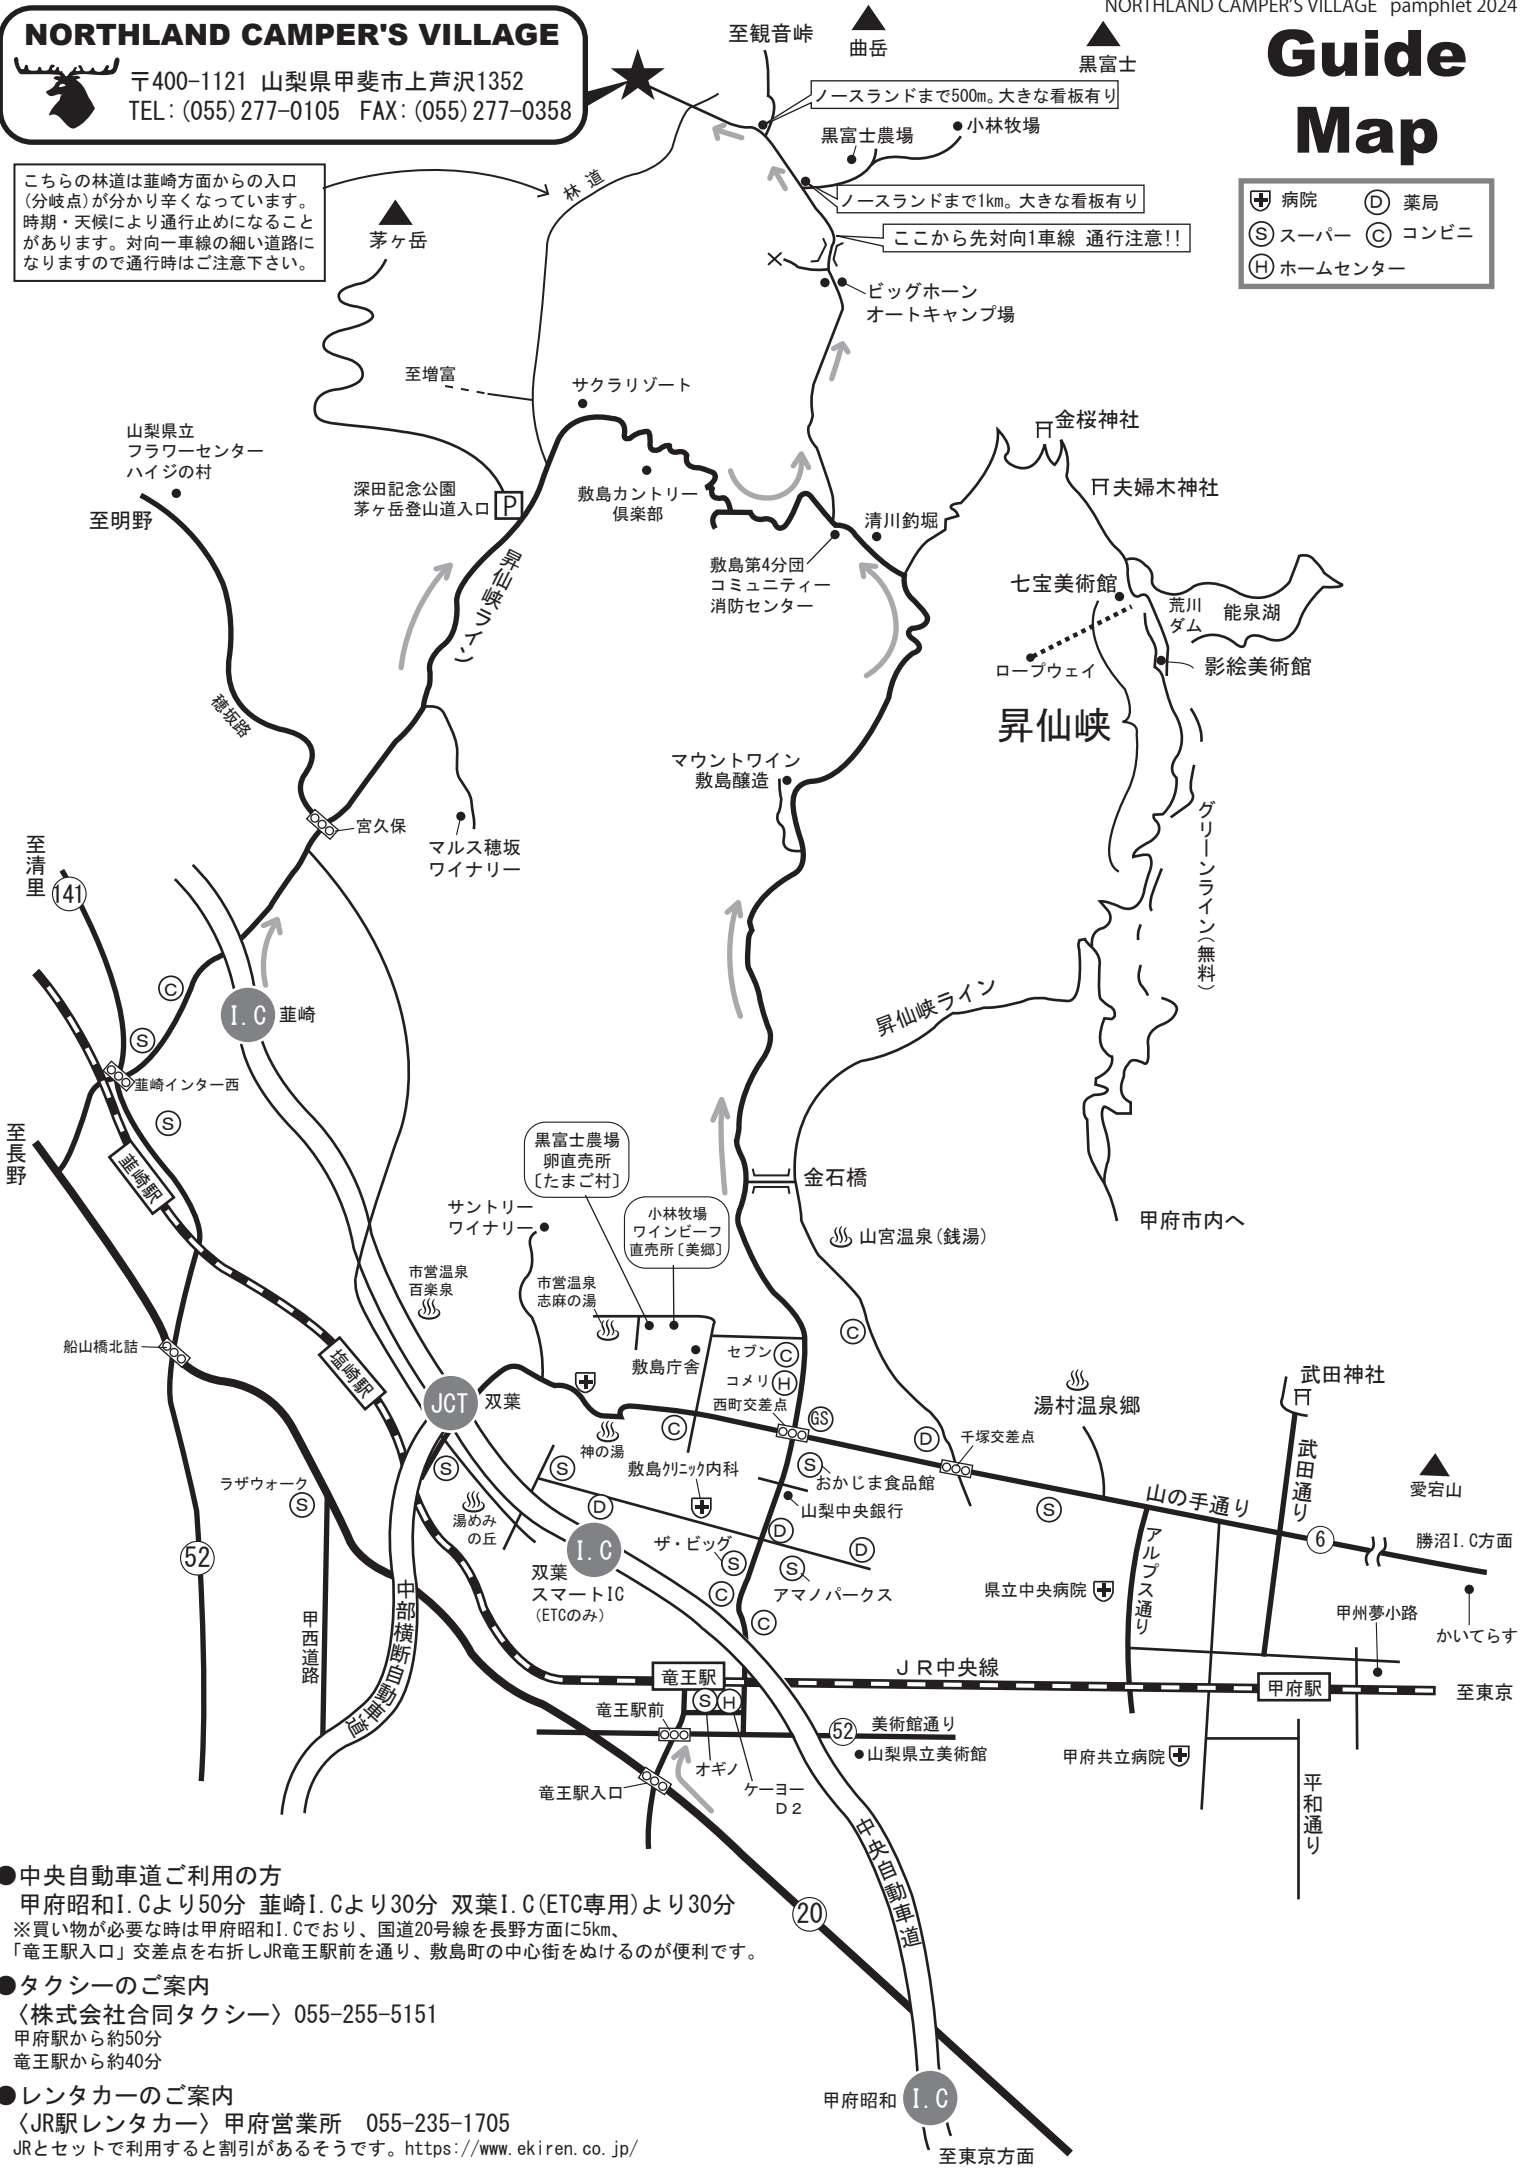 NORTHLAND CAMPER'S VILLAGE pamphlet 2024
NORTHLAND CAMPER'S VILLAGE
〒400-1121 山梨県甲斐市上芦沢1352
TEL:(055)277-0105 FAX:(055)277-0358
Guide
Map
病院
D 薬局
S スーパー
C コンビニ
H ホームセンター
こちらの林道は韮崎方面からの入口
(分岐点)が分かり辛くなっています。
時期・天候により通行止めになること
があります。対向一車線の細い道路に
なりますので通行時はご注意下さい。
至観音峠
曲岳
黒富士
ノースランドまで500m。大きな看板有り
黒富士農場
小林牧場
林道
ノースランドまで1km。大きな看板有り
茅ヶ岳
ここから先対向1車線 通行注意!!
ビッグホーン
オートキャンプ場
至増富
サクラリゾート
山梨県立
フラワーセンター
ハイジの村
至明野
深田記念公園
茅ヶ岳登山道入口
P
敷島カントリー
倶楽部
金桜神社
夫婦木神社
清川釣堀
敷島第4分団
コミュニティー
消防センター
昇仙峡ライン
七宝美術館
荒川
ダム
能泉湖
ロープウェイ
影絵美術館
昇仙峡
穂坂路
マウントワイン
敷島醸造
宮久保
マルス穂坂
ワイナリー
グリーンライン(無料)
至清里
141
C
I.C
韮崎
昇仙峡ライン
S
韮崎インター西
S
至長野
韮崎駅
黒富士農場
卵直売所
〔たまご村〕
金石橋
サントリー
ワイナリー
小林牧場
ワインビーフ
直売所〔美郷〕
甲府市内へ
山宮温泉(銭湯)
市営温泉
百楽泉
市営温泉
志麻の湯
船山橋北詰
塩崎駅
敷島庁舎
セブン
C
コメリ
H
C
西町交差点
GS
JCT
双葉
神の湯
C
湯村温泉郷
武田神社
D
千塚交差点
武田通り
愛宕山
ラザウォーク
S
S
S
敷島クリニック内科
S
おかじま食品館
山梨中央銀行
S
山の手通り
6
勝沼I.C方面
湯めみ
の丘
D
D
アルプス通り
52
I.C
双葉
スマートIC
(ETCのみ)
ザ・ビッグ
S
S
D
アマノパークス
C
C
県立中央病院
甲州夢小路
かいてらす
甲西道路
中部横断自動車道
竜王駅
JR中央線
甲府駅
至東京
竜王駅前
S
H
52
美術館通り
山梨県立美術館
甲府共立病院
オギノ
ケーヨー
D2
竜王駅入口
平和通り
中央自動車道
20
●中央自動車道ご利用の方
甲府昭和I.Cより50分 韮崎I.Cより30分 双葉I.C(ETC専用)より30分
※買い物が必要な時は甲府昭和I.Cでおり、国道20号線を長野方面に5km、
「竜王駅入口」交差点を右折しJR竜王駅前を通り、敷島町の中心街をぬけるのが便利です。
●タクシーのご案内
〈株式会社合同タクシー〉055-255-5151
甲府駅から約50分
竜王駅から約40分
●レンタカーのご案内
〈JR駅レンタカー〉甲府営業所 055-235-1705
JRとセットで利用すると割引があるそうです。https://www.ekiren.co.jp/
甲府昭和
I.C
至東京方面